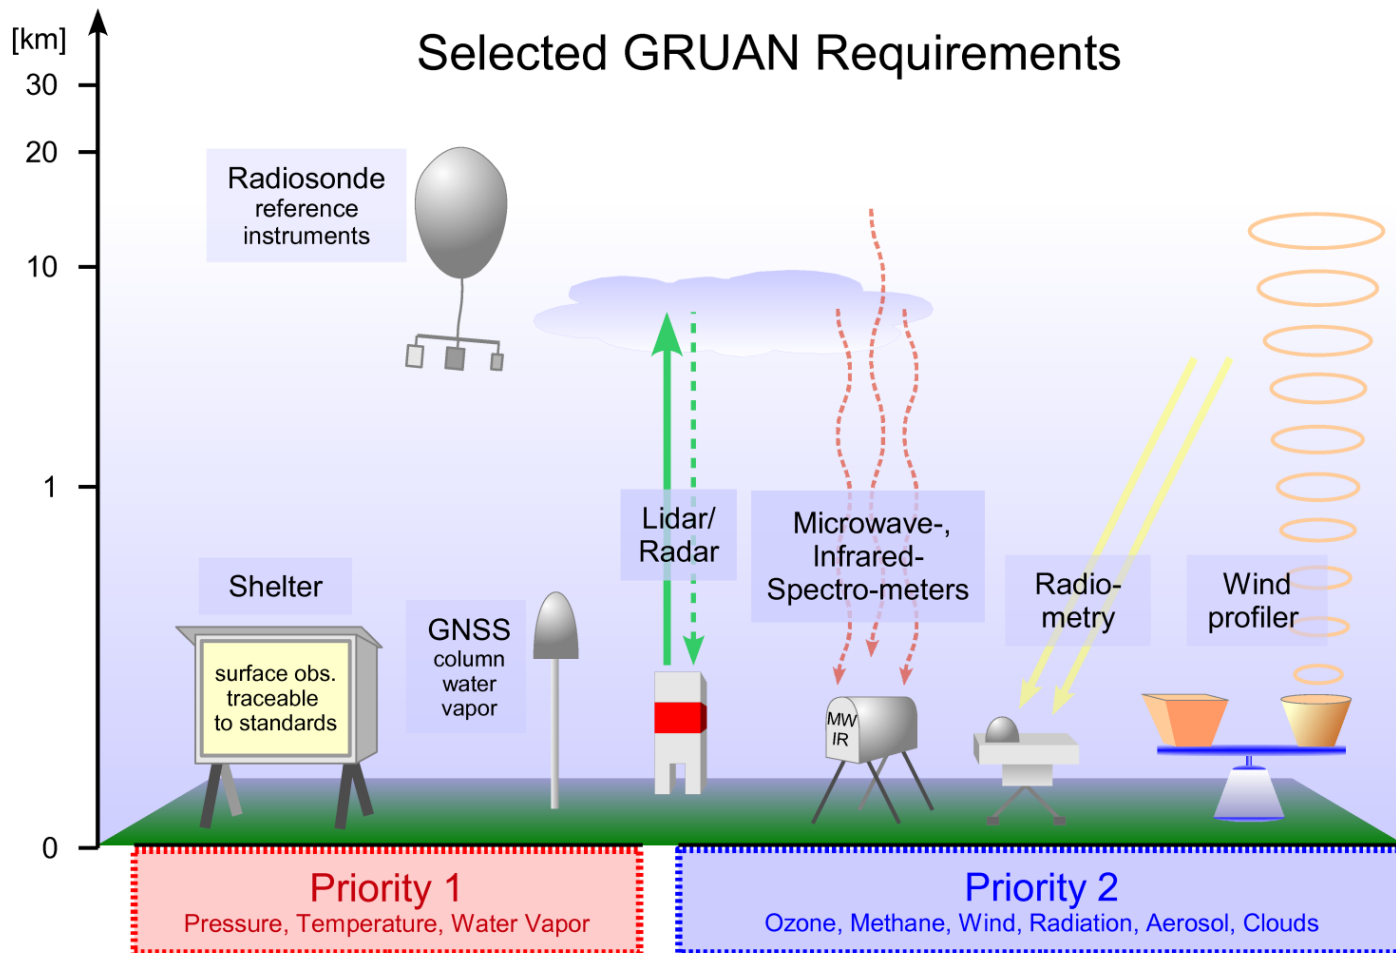 Selected GRUAN Requirements
[km]
30
20
10
1
0
Radiosonde
reference
instruments
Shelter
surface obs.
traceable
to standards
GNSS
column
water
vapor
Lidar/
Radar
Microwave-,
Infrared-
Spectro-meters
MW
IR
Radio-
metry
Wind
profiler
Priority 1
Pressure, Temperature, Water Vapor
Priority 2
Ozone, Methane, Wind, Radiation, Aerosol, Clouds